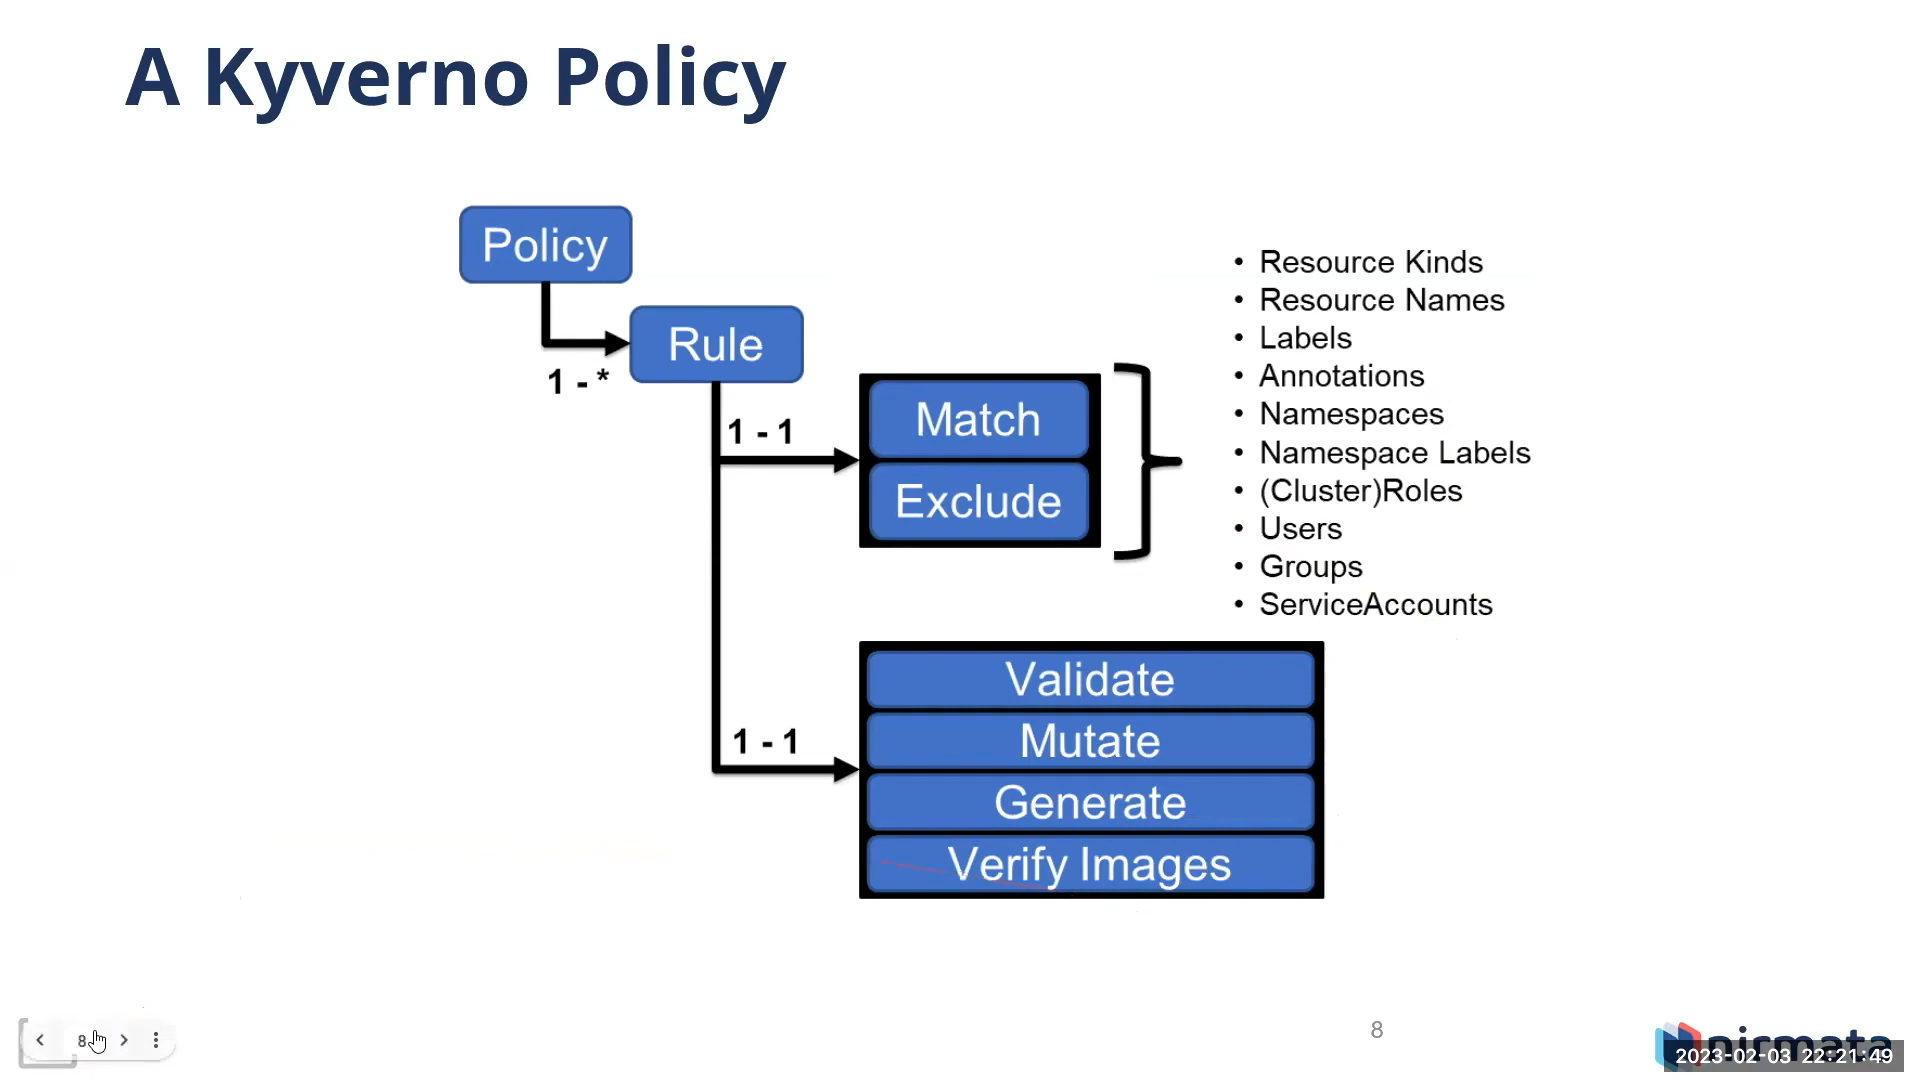 A Kyverno Policy
Policy
Rule
1 - *
1 - 1
Match
Exclude
• Resource Kinds
• Resource Names
• Labels
• Annotations
• Namespaces
• Namespace Labels
• (Cluster)Roles
• Users
• Groups
• ServiceAccounts
1 - 1
Validate
Mutate
Generate
Verify Images
8
8
nirmata
2023-02-03 22:21:49